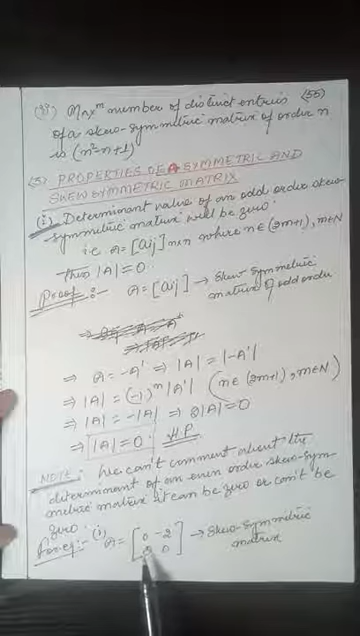 (ii) Max^m number of distinct entries (55)
of a skew-symmetric matrix of order n
is (n²-n+1)
(5) PROPERTIES OF SYMMETRIC AND
SKEW SYMMETRIC MATRIX
(i) Determinant value of an odd order skew-
symmetric matrix will be zero.
i.e A = [aij]nxn where n∈(2m+1), m∈N
then |A|=0.
Proof:- A = [aij] → Skew symmetric
matrix of odd order
⇒ A = -A' ⇒ |A| = |-A'|
⇒ |A| = (-1)^n |A'| (n∈(2m+1), m∈N)
⇒ |A| = -|A| ⇒ 2|A|=0
⇒ |A|=0. H.P
NOTE: We can't comment about the
determinant of an even order skew-sym-
metric matrix it can be zero or can't be
zero.
For eg:- (i) A = [0 -2
2 0] → Skew-symmetric
matrix